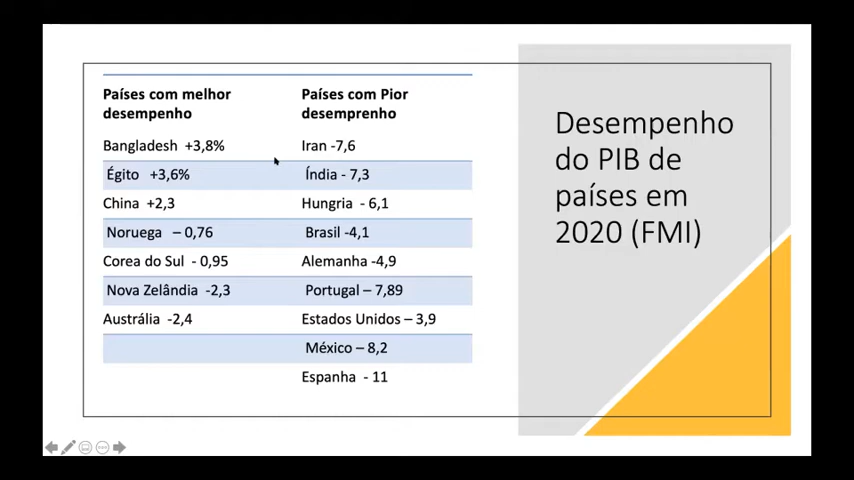 Países com melhor
desempenho
Países com Pior
desemprenho
Bangladesh +3,8%
Iran -7,6
Égito +3,6%
Índia - 7,3
China +2,3
Hungria - 6,1
Noruega – 0,76
Brasil -4,1
Corea do Sul - 0,95
Alemanha -4,9
Nova Zelândia -2,3
Portugal – 7,89
Austrália -2,4
Estados Unidos – 3,9
México – 8,2
Espanha - 11
Desempenho
do PIB de
países em
2020 (FMI)